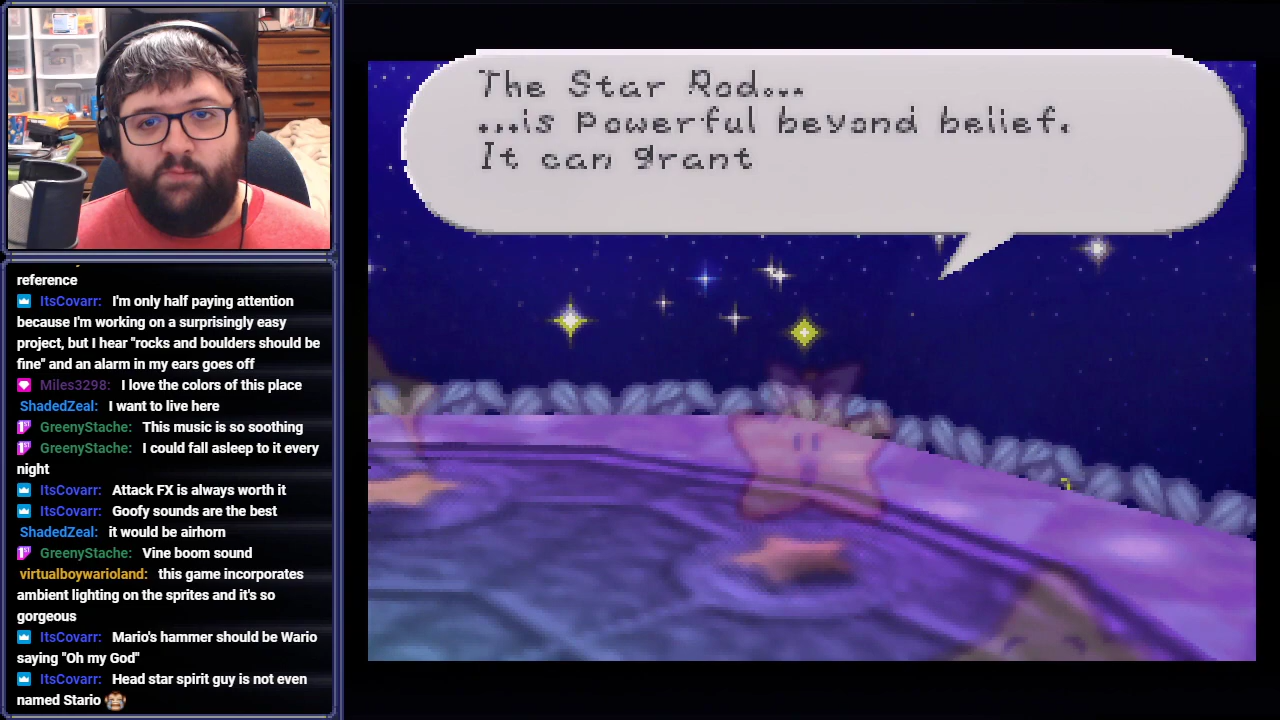 The Star Rod...
...is powerful beyond belief.
It can grant
reference
ItsCovarr: I'm only half paying attention
because I'm working on a surprisingly easy
project, but I hear "rocks and boulders should be
fine" and an alarm in my ears goes off
Miles3298: I love the colors of this place
ShadedZeal: I want to live here
GreenyStache: This music is so soothing
GreenyStache: I could fall asleep to it every
night
ItsCovarr: Attack FX is always worth it
ItsCovarr: Goofy sounds are the best
ShadedZeal: it would be airhorn
GreenyStache: Vine boom sound
virtualboywarioland: this game incorporates
ambient lighting on the sprites and it's so
gorgeous
ItsCovarr: Mario's hammer should be Wario
saying "Oh my God"
ItsCovarr: Head star spirit guy is not even
named Stario